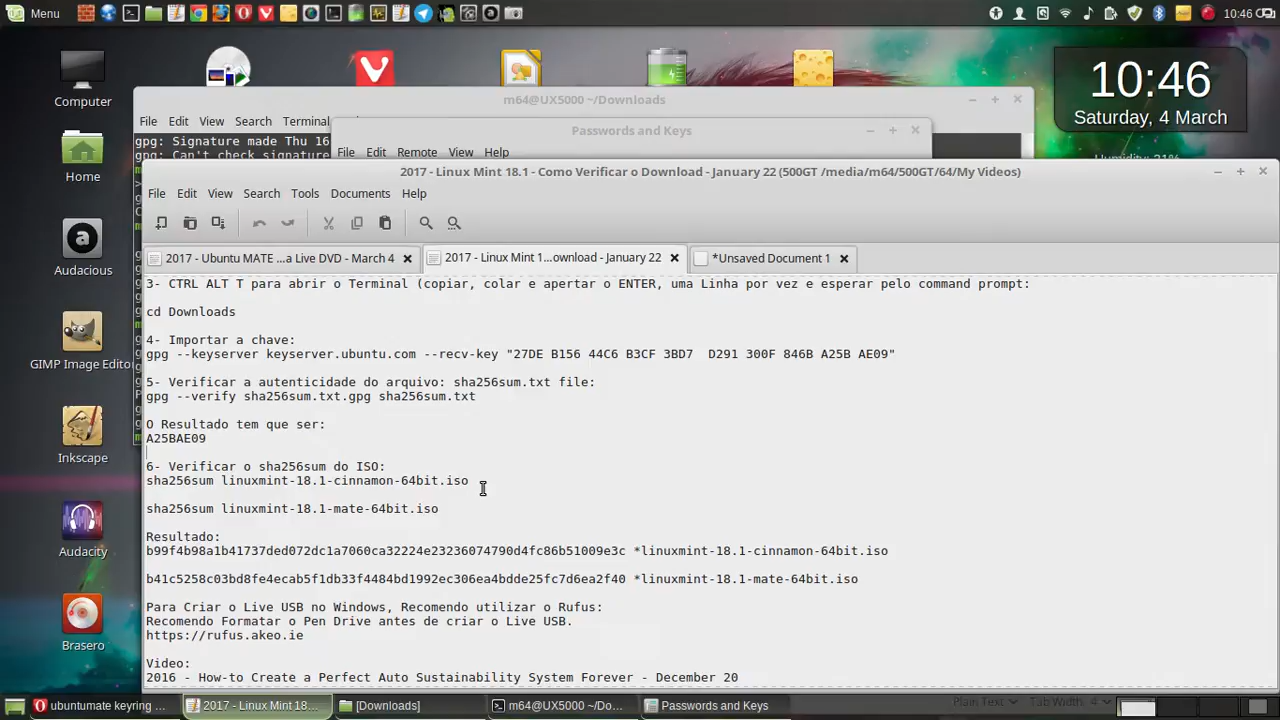 Menu
10:46
Computer
Home
Audacious
GIMP Image Editor
Inkscape
Audacity
Brasero
10:46
Saturday, 4 March
m64@UX5000 ~/Downloads
File Edit View Search Terminal
gpg: Signature made Thu 16
gpg: Can't check signature
Passwords and Keys
File Edit Remote View Help
2017 - Linux Mint 18.1 - Como Verificar o Download - January 22 (500GT /media/m64/500GT/64/My Videos)
File Edit View Search Tools Documents Help
2017 - Ubuntu MATE ...a Live DVD - March 4
2017 - Linux Mint 1...ownload - January 22
*Unsaved Document 1
3- CTRL ALT T para abrir o Terminal (copiar, colar e apertar o ENTER, uma Linha por vez e esperar pelo command prompt:
cd Downloads
4- Importar a chave:
gpg --keyserver keyserver.ubuntu.com --recv-key "27DE B156 44C6 B3CF 3BD7  D291 300F 846B A25B AE09"
5- Verificar a autenticidade do arquivo: sha256sum.txt file:
gpg --verify sha256sum.txt.gpg sha256sum.txt
O Resultado tem que ser:
A25BAE09
6- Verificar o sha256sum do ISO:
sha256sum linuxmint-18.1-cinnamon-64bit.iso
sha256sum linuxmint-18.1-mate-64bit.iso
Resultado:
b99f4b98a1b41737ded072dc1a7060ca32224e23236074790d4fc86b51009e3c *linuxmint-18.1-cinnamon-64bit.iso
b41c5258c03bd8fe4ecab5f1db33f4484bd1992ec306ea4bdde25fc7d6ea2f40 *linuxmint-18.1-mate-64bit.iso
Para Criar o Live USB no Windows, Recomendo utilizar o Rufus:
Recomendo Formatar o Pen Drive antes de criar o Live USB.
https://rufus.akeo.ie
Video:
2016 - How-to Create a Perfect Auto Sustainability System Forever - December 20
ubuntumate keyring ...
2017 - Linux Mint 18...
[Downloads]
m64@UX5000 ~/Do...
Passwords and Keys
Plain Text
Tab Width: 4